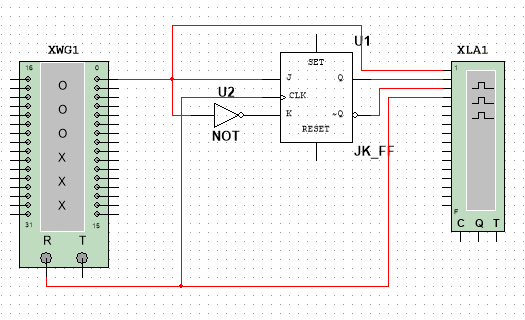 XWG1
16 0
O
O
O
X
X
X
31 15
R T
U2
NOT
U1
SET
J Q
CLK
K ~Q
RESET
JK_FF
XLA1
1
F
C Q T